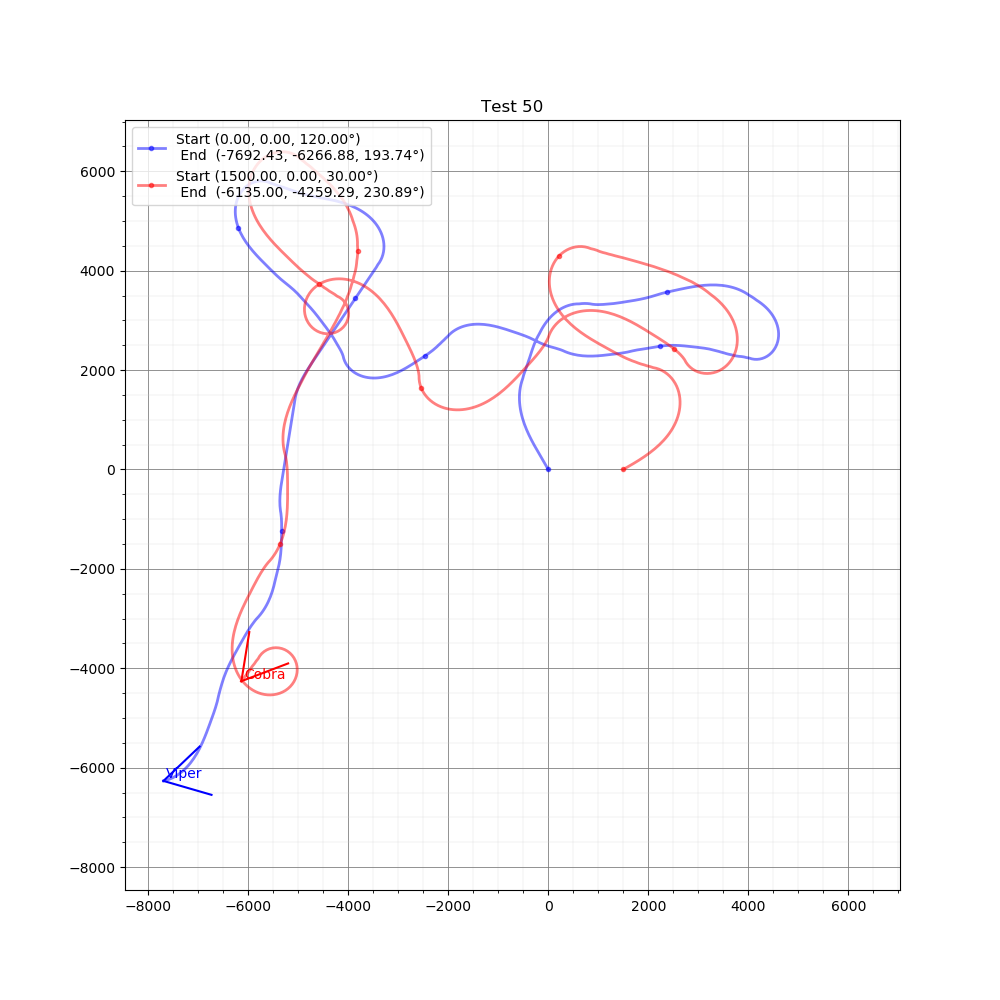 Test 50
Start (0.00, 0.00, 120.00°)
End (-7692.43, -6266.88, 193.74°)
Start (1500.00, 0.00, 30.00°)
End (-6135.00, -4259.29, 230.89°)
6000
4000
2000
0
−2000
−4000
−6000
−8000
Cobra
Viper
−8000 −6000 −4000 −2000 0 2000 4000 6000